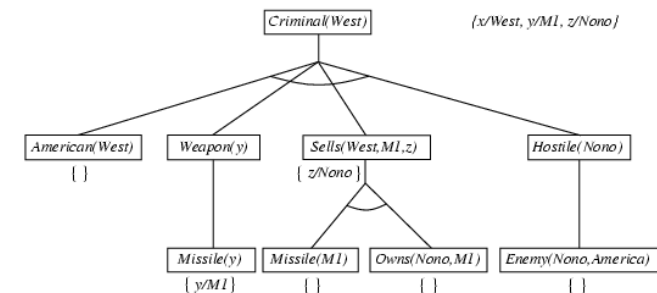 Criminal(West) {x/West, y/M1, z/Nono}
American(West) Weapon(y) Sells(West,M1,z) Hostile(Nono)
{ } { z/Nono }
Missile(y) Missile(M1) Owns(Nono,M1) Enemy(Nono,America)
{ y/M1} { } { } { }